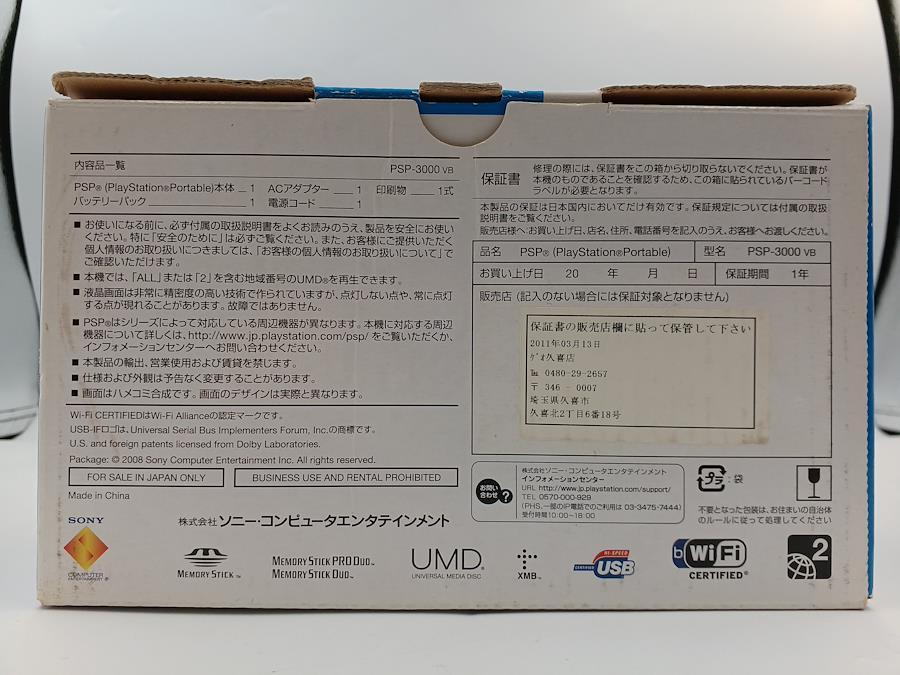 内容品一覧
PSP-3000 VB
PSP® (PlayStation®Portable)本体 1 ACアダプター 1 印刷物 1式
バッテリーパック 1 電源コード 1
■ お使いになる前に、必ず付属の取扱説明書をよくお読みのうえ、製品を安全にお使い
ください。特に「安全のために」は必ずご覧ください。また、お客様にご提供いただく
個人情報のお取り扱いにつきましては、「お客様の個人情報のお取り扱いについて」で
ご確認いただけます。
■ 本機では、「ALL」または「2」を含む地域番号のUMD®を再生できます。
■ 液晶画面は非常に精密度の高い技術で作られていますが、点灯しない点や、常に点灯
する点が現れることがあります。故障ではありません。
■ PSP®はシリーズによって対応している周辺機器が異なります。本機に対応する周辺
機器について詳しくは、http://www.jp.playstation.com/psp/ をご覧いただくか、
インフォメーションセンターへお問い合わせください。
■ 本製品の輸出、営業使用および賃貸を禁じます。
■ 仕様および外観は予告なく変更することがあります。
■ 画面はハメコミ合成です。画面のデザインは実際と異なります。
Wi-Fi CERTIFIEDはWi-Fi Allianceの認定マークです。
USB-IFロゴは、Universal Serial Bus Implementers Forum, Inc.の商標です。
U.S. and foreign patents licensed from Dolby Laboratories.
Package: © 2008 Sony Computer Entertainment Inc. All rights reserved.
FOR SALE IN JAPAN ONLY
BUSINESS USE AND RENTAL PROHIBITED
Made in China
保証書
修理の際には、保証書をこの箱から切り取らないでください。保証書が
本機のものであることを確認するため、この箱に貼られているバーコード
ラベルが必要となります。
本製品の保証は日本国内においてだけ有効です。保証規定については付属の取扱
説明書をご覧ください。
販売店様へ:お買い上げ日、店名、住所、電話番号を記入のうえ、お客様へお渡しください。
品名 PSP® (PlayStation®Portable) 型名 PSP-3000 VB
お買い上げ日 20 年 月 日 保証期間 1年
販売店 (記入のない場合には保証対象となりません)
保証書の販売店欄に貼って保管して下さい
2011年03月13日
ゲオ久喜店
℡ 0480-29-2657
〒 346 - 0007
埼玉県久喜市
久喜北2丁目6番18号
お問い
合わせ?
株式会社ソニー・コンピュータエンタテインメント
インフォメーションセンター
URL http://www.jp.playstation.com/support/
TEL 0570-000-929
(PHS、一部のIP電話でのご利用は 03-3475-7444)
受付時間10:00~18:00
プラ : 袋
不要となった包装は、お住まいの自治体
のルールに従って処理してください
SONY
COMPUTER
ENTERTAINMENT®
株式会社 ソニー・コンピュータエンタテインメント
MEMORY STICK™
MEMORY STICK PRO DUO™
MEMORY STICK DUO™
UMD®
UNIVERSAL MEDIA DISC
XMB™
HI-SPEED
CERTIFIED USB
b Wi Fi
CERTIFIED®
2